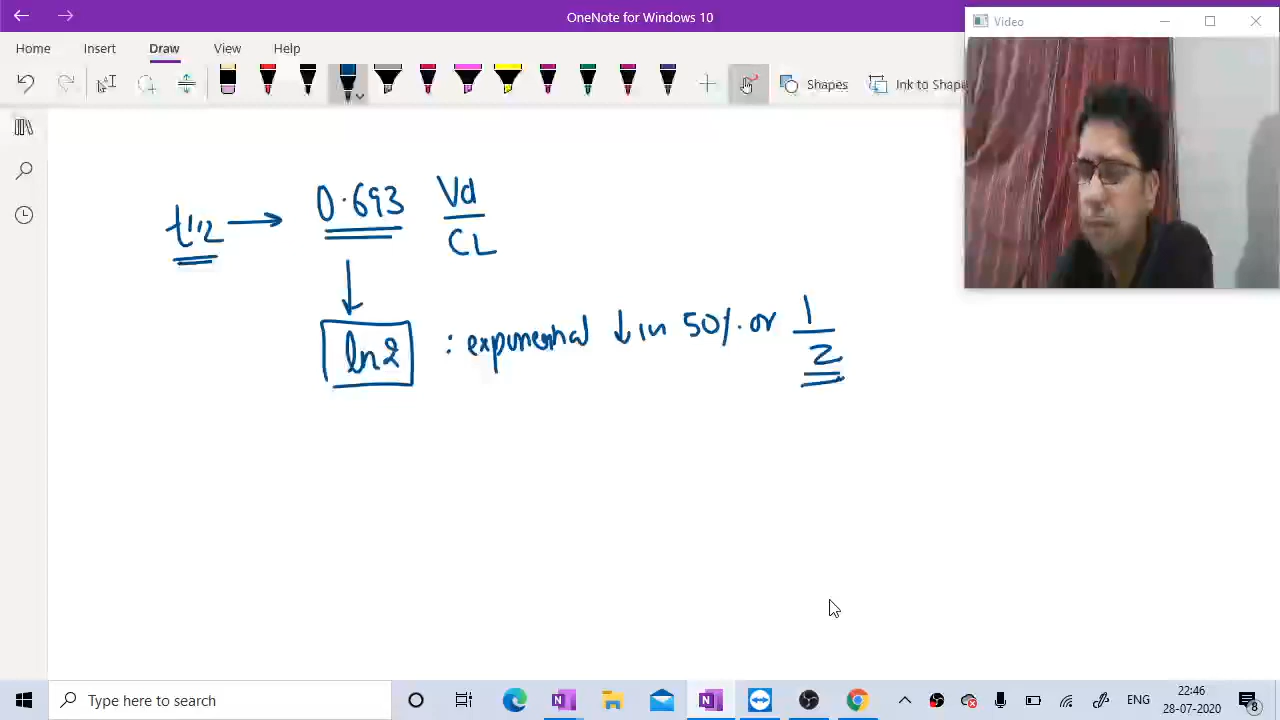 OneNote for Windows 10
Video
Home Insert Draw View Help
Shapes Ink to Shape
t1/2 → 0.693 Vd
CL
ln2 : exponential ↓ in 50%. or 1
2
Type here to search
ENG 22:46
28-07-2020
8